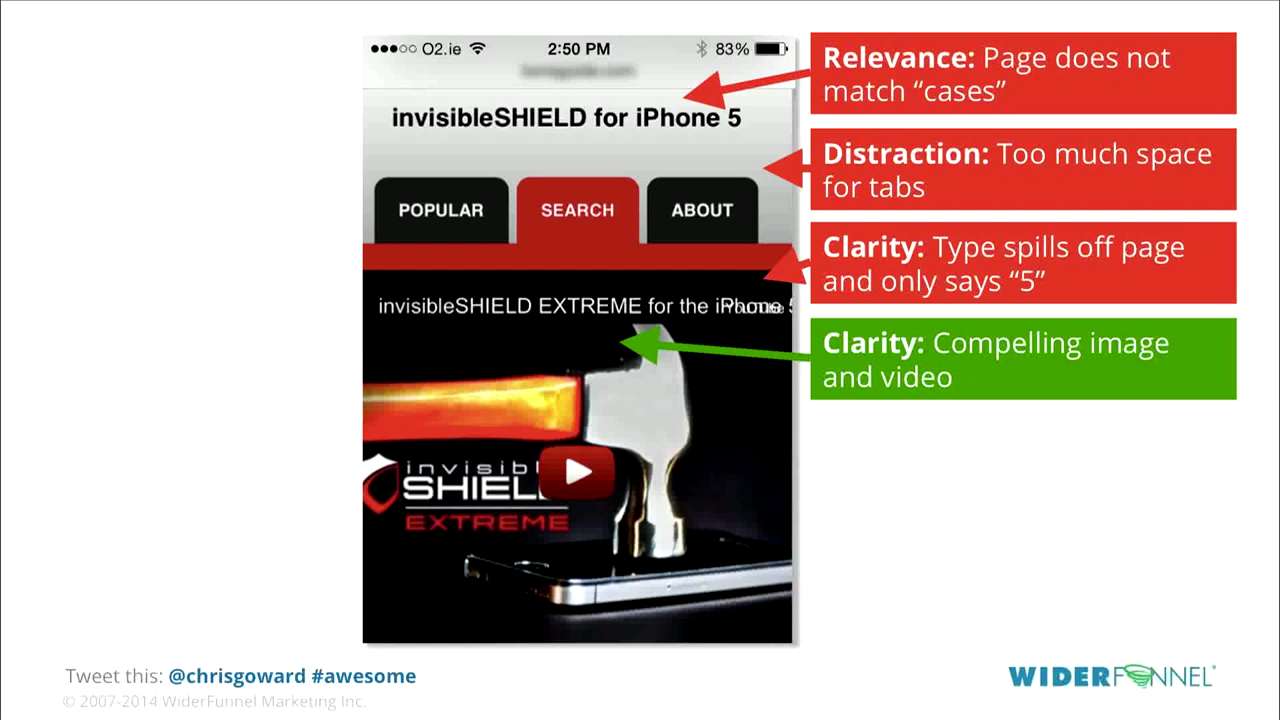 O2.ie 2:50 PM 83%
invisibleSHIELD for iPhone 5
POPULAR SEARCH ABOUT
invisibleSHIELD EXTREME for the iPhone 5
invisibl
SHIEL
EXTREME
Relevance: Page does not
match “cases”
Distraction: Too much space
for tabs
Clarity: Type spills off page
and only says “5”
Clarity: Compelling image
and video
Tweet this: @chrisgoward #awesome
© 2007-2014 WiderFunnel Marketing Inc.
WIDERFUNNEL